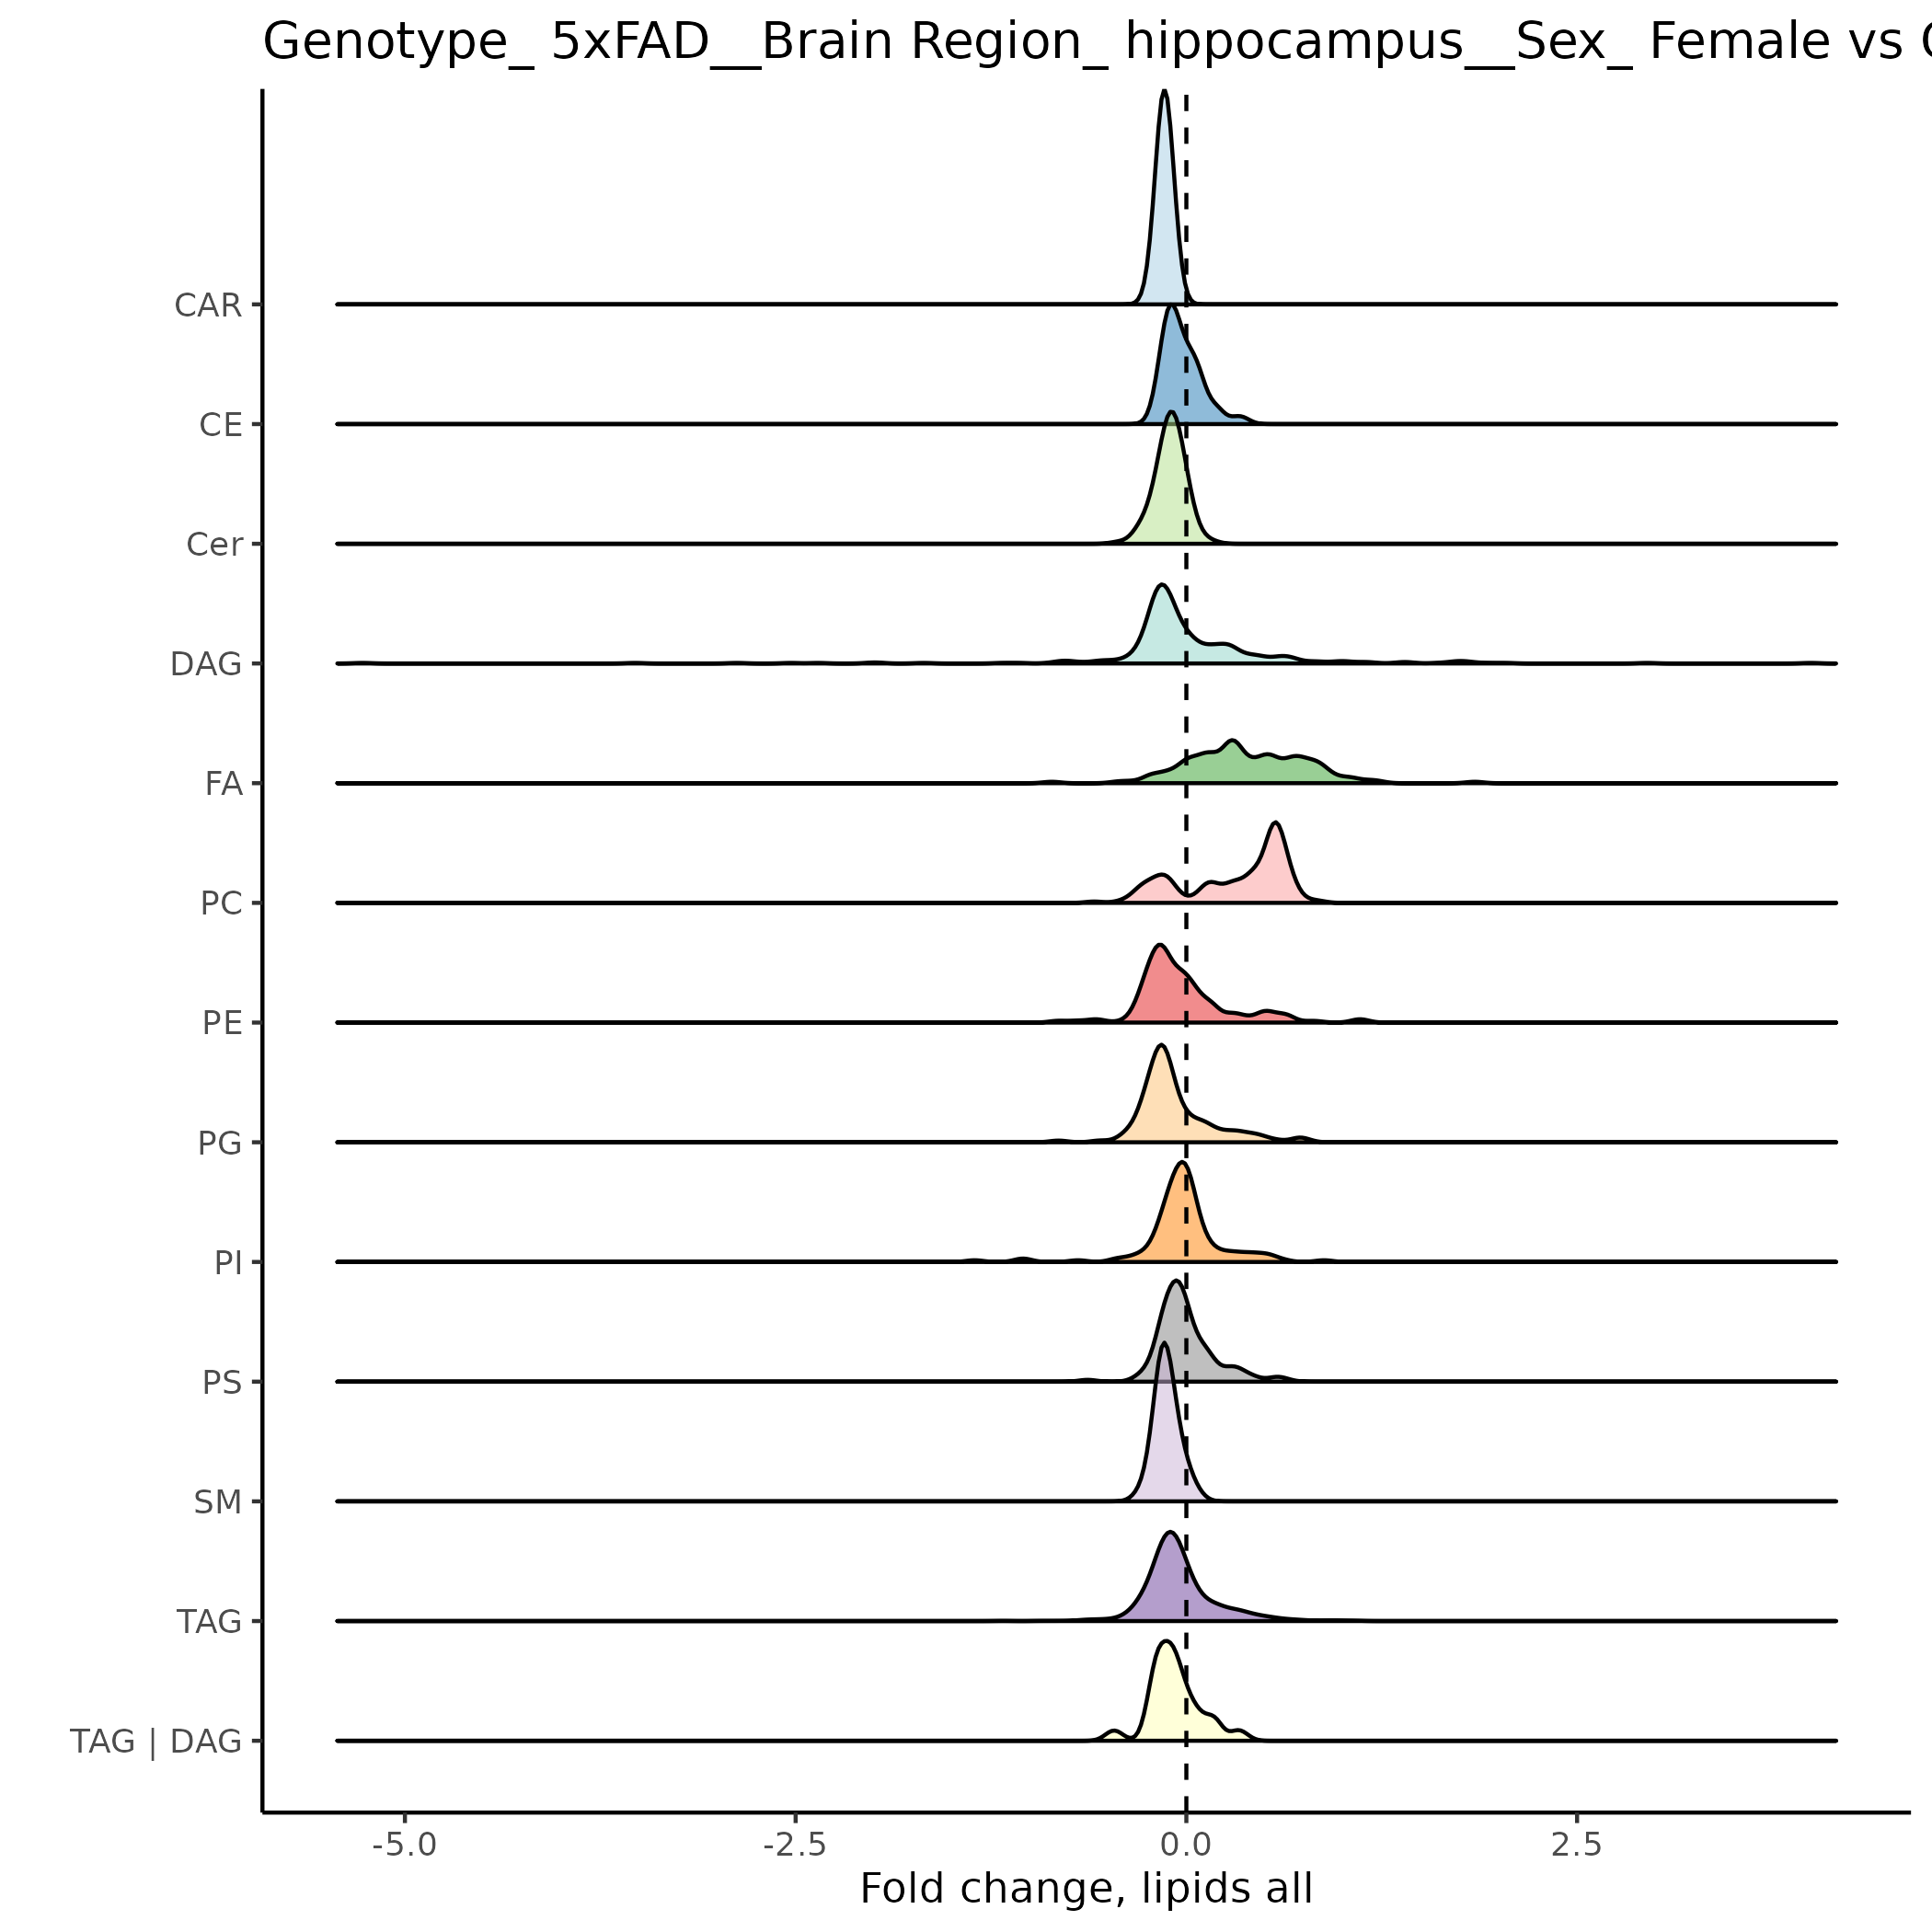 Genotype_ 5xFAD__Brain Region_ hippocampus__Sex_ Female vs
CAR
CE
Cer
DAG
FA
PC
PE
PG
PI
PS
SM
TAG
TAG | DAG
-5.0 -2.5 0.0 2.5
Fold change, lipids all